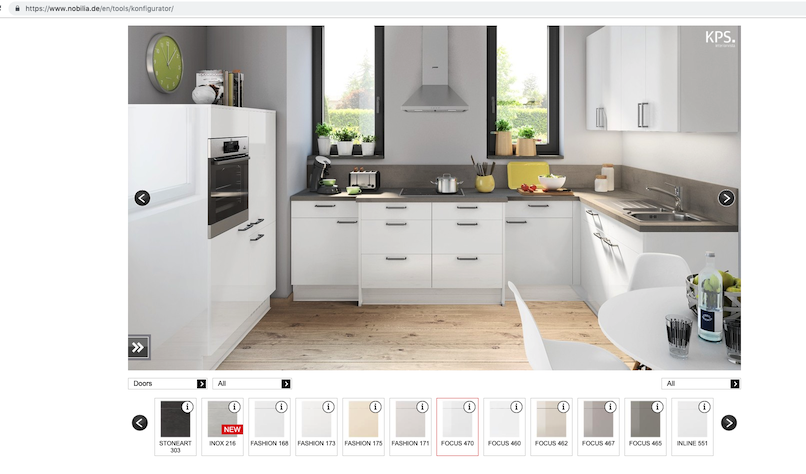 https://www.nobilia.de/en/tools/konfigurator/
KPS.
Doors
All
All
STONEART 303
INOX 216
NEW
FASHION 168
FASHION 173
FASHION 175
FASHION 171
FOCUS 470
FOCUS 460
FOCUS 462
FOCUS 467
FOCUS 465
INLINE 551